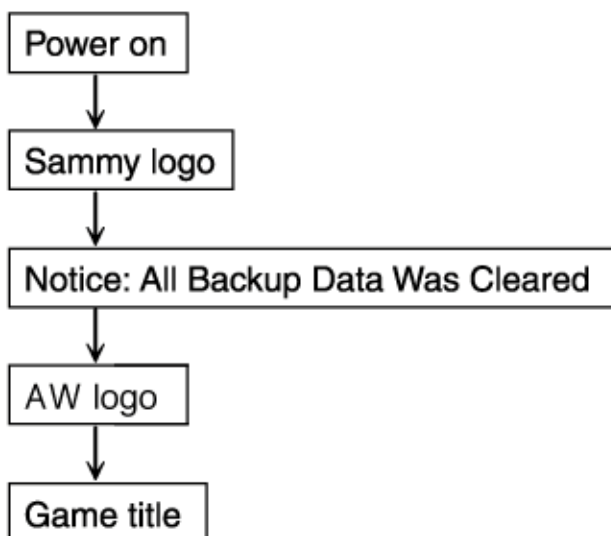 Power on
Sammy logo
Notice: All Backup Data Was Cleared
AW logo
Game title